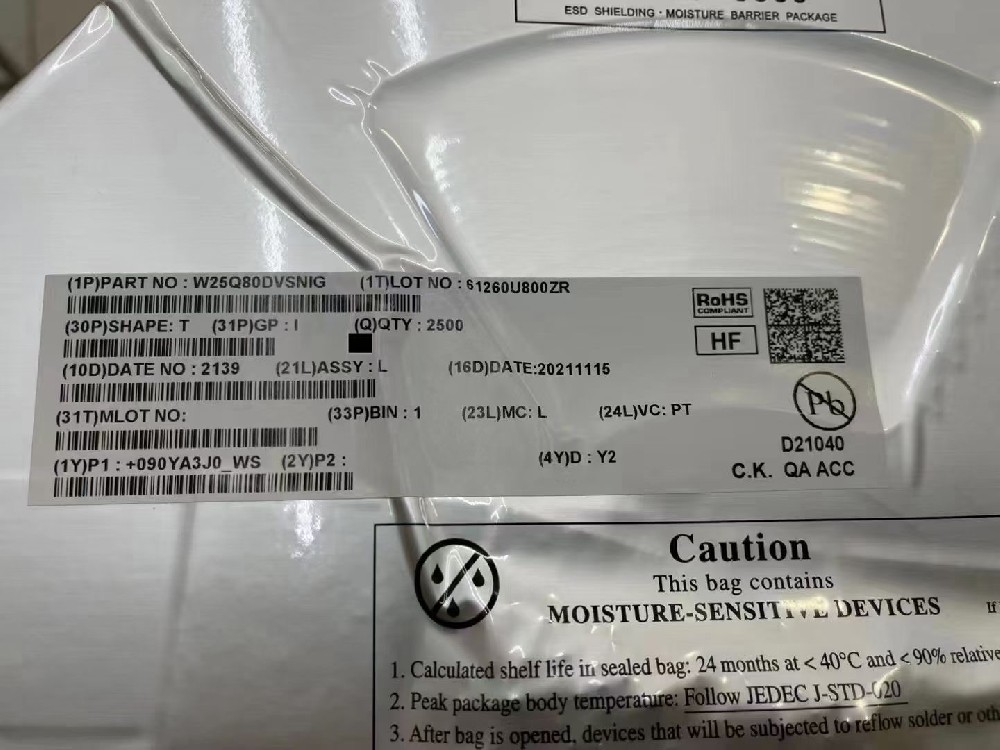 ESD SHIELDING · MOISTURE BARRIER PACKAGE
(1P)PART NO : W25Q80DVSNIG (1T)LOT NO : 61260U800ZR
RoHS
COMPLIANT
(30P)SHAPE: T (31P)GP : I (Q)QTY : 2500
HF
(10D)DATE NO : 2139 (21L)ASSY : L (16D)DATE:20211115
Pb
(31T)MLOT NO: (33P)BIN : 1 (23L)MC: L (24L)VC: PT
D21040
(1Y)P1 : +090YA3J0_WS (2Y)P2 : (4Y)D : Y2
C.K. QA ACC
Caution
This bag contains
MOISTURE-SENSITIVE DEVICES
If
1. Calculated shelf life in sealed bag: 24 months at < 40°C and < 90% relative
2. Peak package body temperature: Follow JEDEC J-STD-020
3. After bag is opened, devices that will be subjected to reflow solder or oth